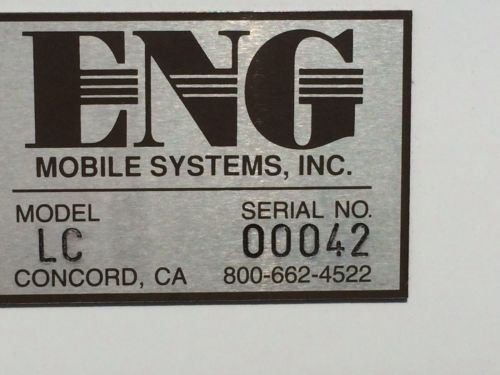 ENG
MOBILE SYSTEMS, INC.
MODEL SERIAL NO.
LC 00042
CONCORD, CA 800-662-4522